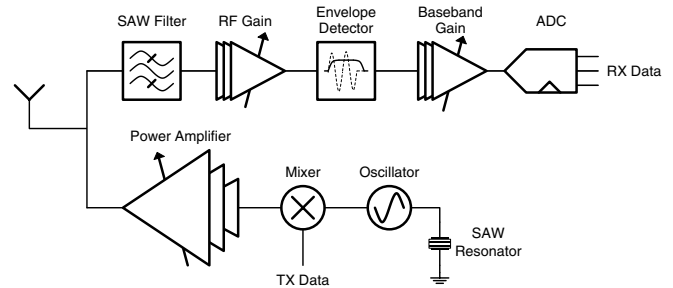 SAW Filter
RF Gain
Envelope
Detector
Baseband
Gain
ADC
RX Data
Power Amplifier
Mixer
Oscillator
SAW
Resonator
TX Data